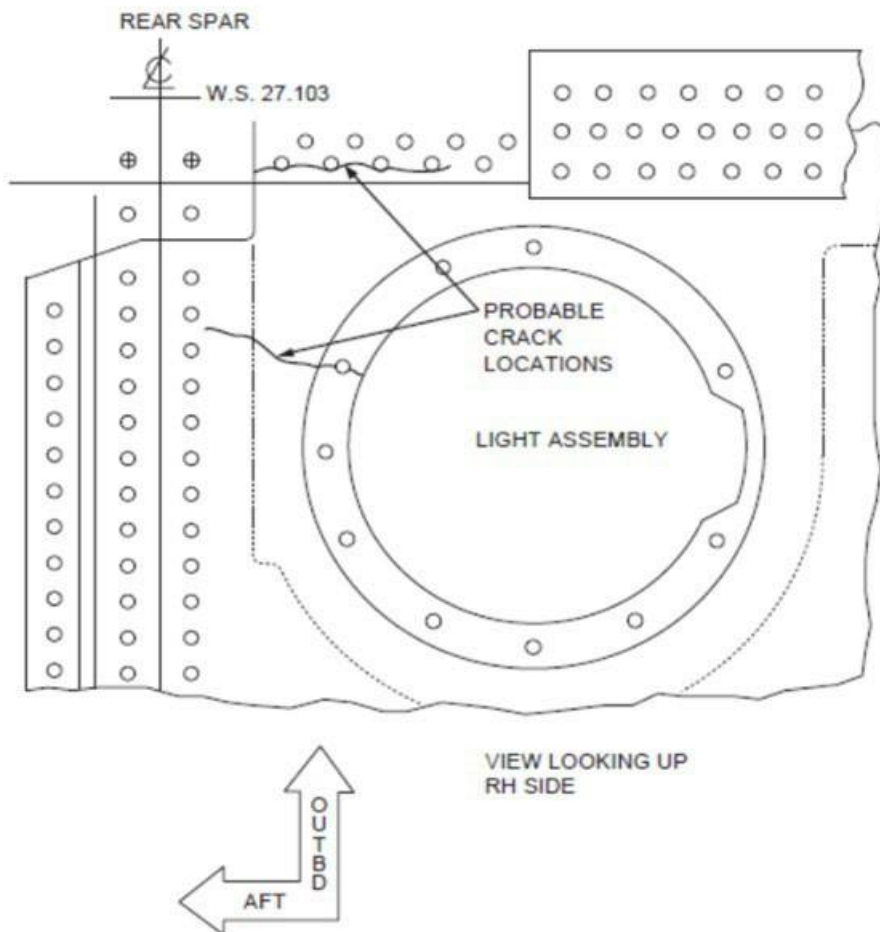 REAR SPAR
℄
W.S. 27.103
PROBABLE
CRACK
LOCATIONS
LIGHT ASSEMBLY
VIEW LOOKING UP
RH SIDE
OUTBD
AFT